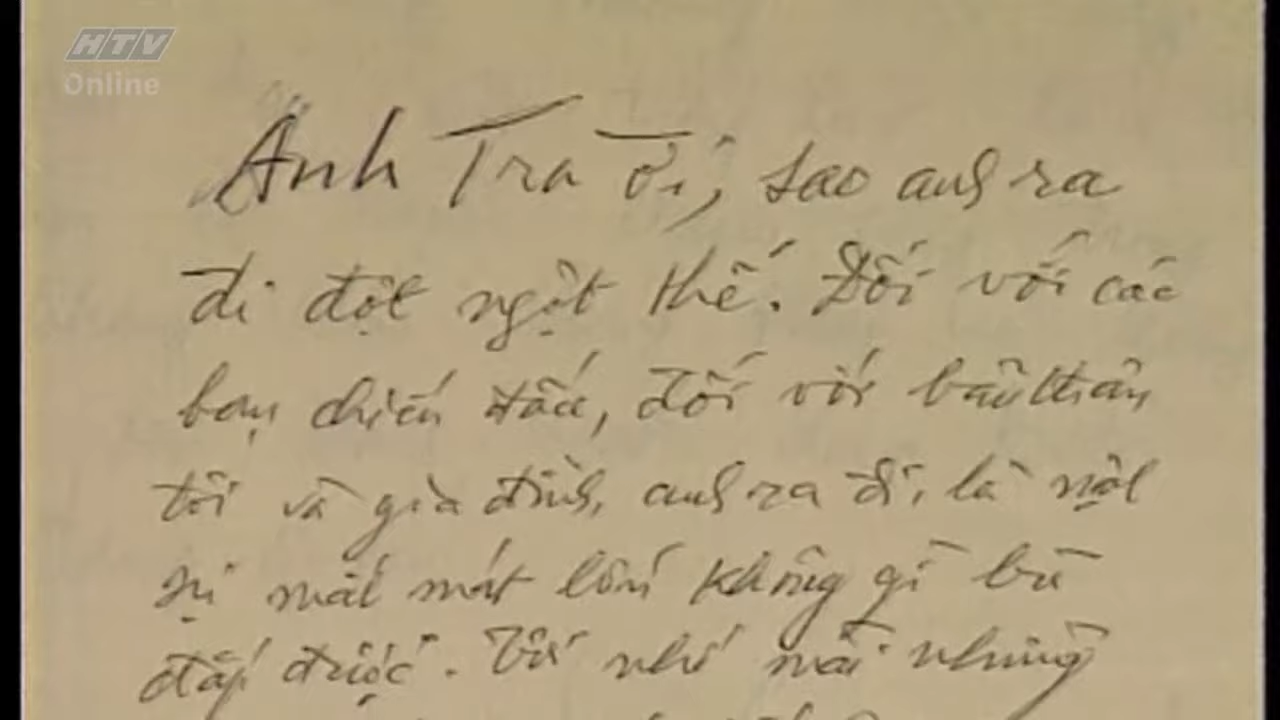 HTV
Online
Anh Trà ơi, sao anh ra
đi đột ngột thế. Đối với các
bạn chiến đấu, đối với bản thân
tôi và gia đình, anh ra đi, là một
sự mất mát lớn không gì bù
đắp được. Tôi nhớ mãi những